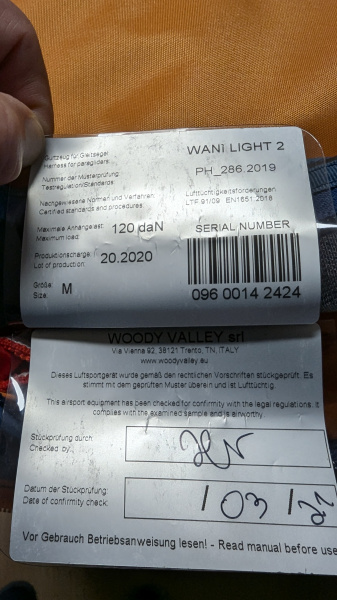 Gurtzeug für Gleitsegel
Harness for paragliders
WANI LIGHT 2
Nummer der Musterprüfung:
Testregulation/Standards:
PH_286.2019
Nachgewiesene Normen und Verfahren:
Certified standards and procedures:
Lufttüchtigkeitsforderungen
LTF 91/09 EN1651:2018
Maximale Anhängelast:
Maximum load:
120 daN
SERIAL NUMBER
Produktionscharge:
Lot of production:
20.2020
Größe:
Size:
M
096 0014 2424
WOODY VALLEY srl
Via Vienna 92, 38121 Trento, TN, ITALY
www.woodyvalley.eu
Dieses Luftsportgerät wurde gemäß den rechtlichen Vorschriften stückgeprüft. Es
stimmt mit dem geprüften Muster überein und ist Lufttüchtig.
This airsport equipment has been checked for conformity with the legal regulations. It
complies with the examined sample and is airworthy.
Stückprüfung durch:
Checked by:
Datum der Stückprüfung:
Date of conformity check:
1 03 121
Vor Gebrauch Betriebsanweisung lesen! - Read manual before use